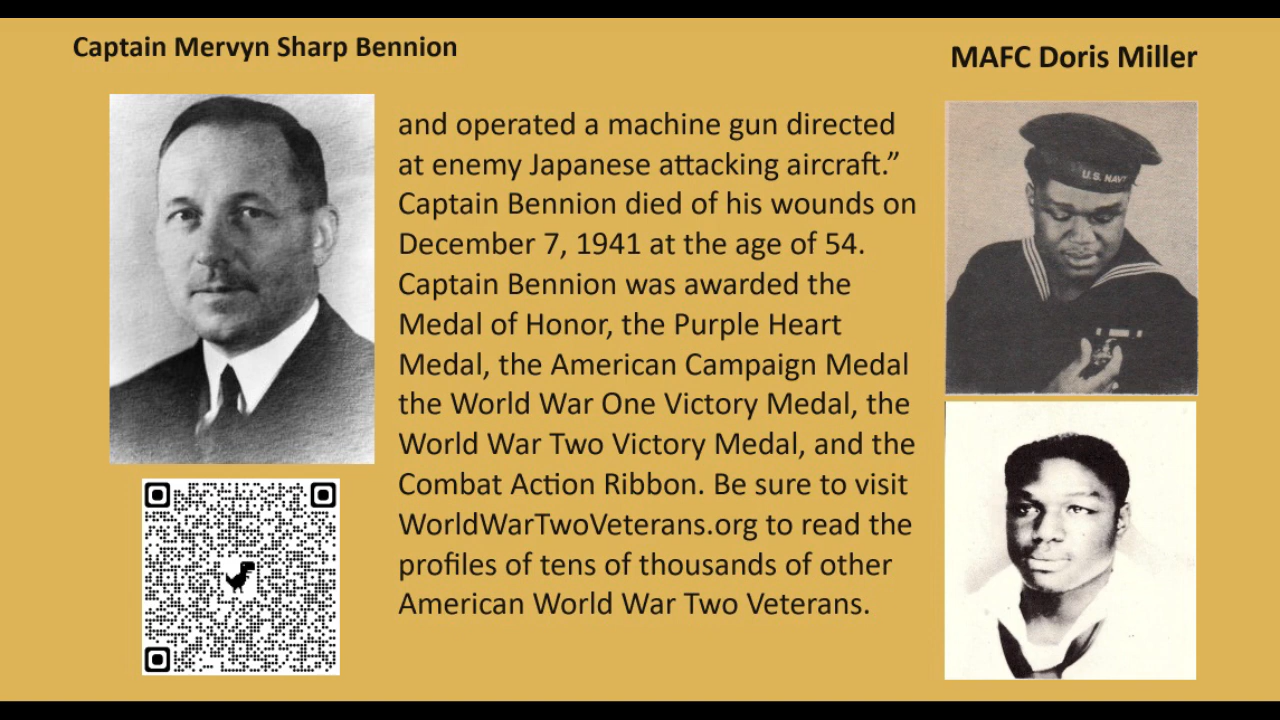 Captain Mervyn Sharp Bennion
MAFC Doris Miller
and operated a machine gun directed
at enemy Japanese attacking aircraft.”
Captain Bennion died of his wounds on
December 7, 1941 at the age of 54.
Captain Bennion was awarded the
Medal of Honor, the Purple Heart
Medal, the American Campaign Medal
the World War One Victory Medal, the
World War Two Victory Medal, and the
Combat Action Ribbon. Be sure to visit
WorldWarTwoVeterans.org to read the
profiles of tens of thousands of other
American World War Two Veterans.
U.S. NAVY